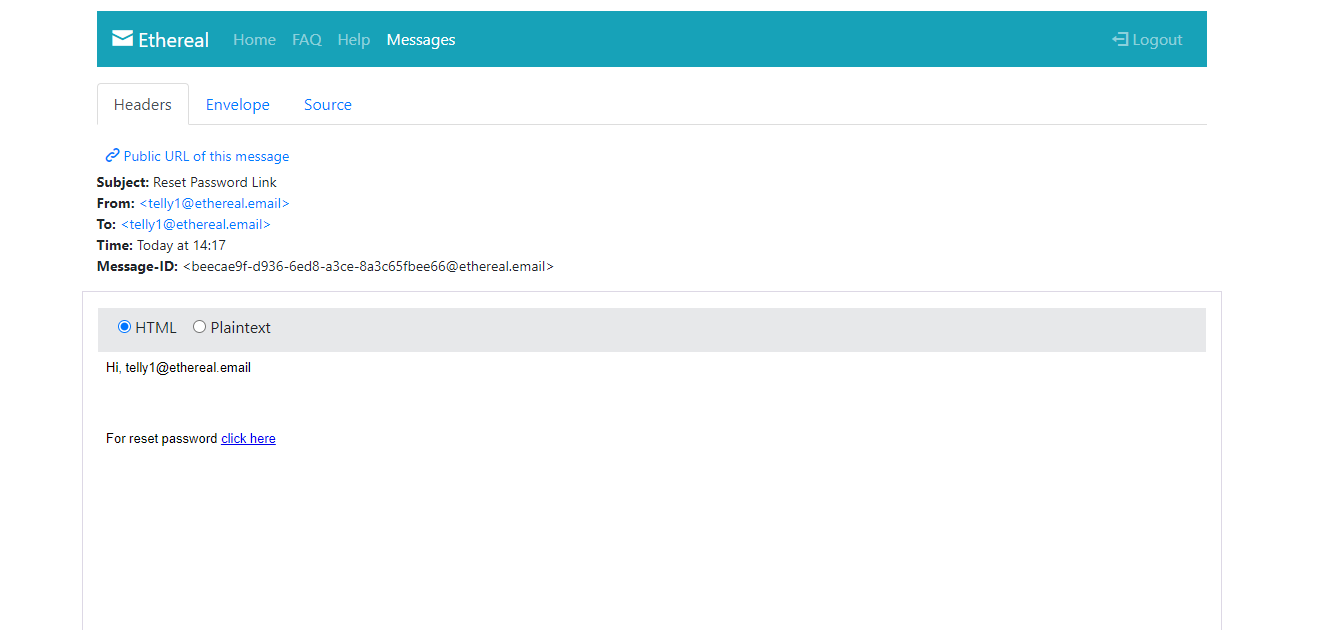 Ethereal Home FAQ Help Messages Logout
Headers Envelope Source
Public URL of this message
Subject: Reset Password Link
From: <telly1@ethereal.email>
To: <telly1@ethereal.email>
Time: Today at 14:17
Message-ID: <beecae9f-d936-6ed8-a3ce-8a3c65fbee66@ethereal.email>
HTML Plaintext
Hi, telly1@ethereal.email
For reset password click here